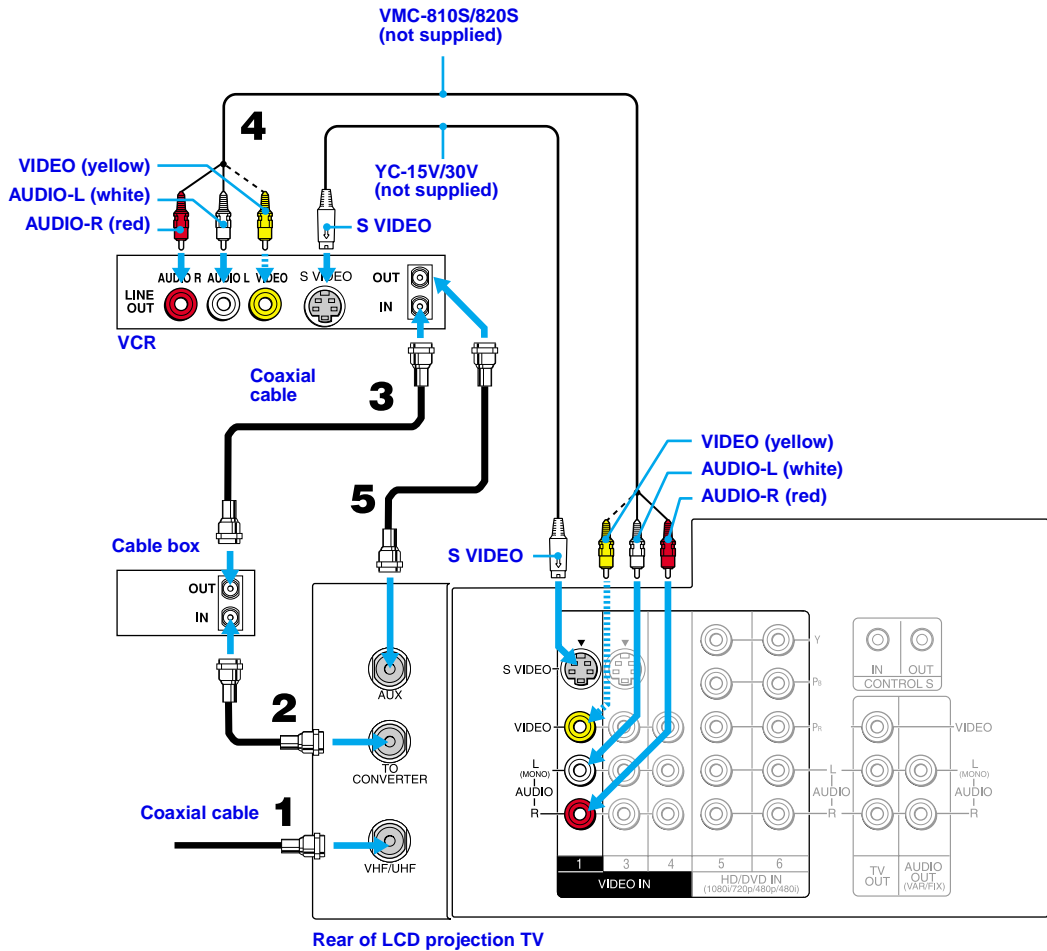 VMC-810S/820S
(not supplied)
4
VIDEO (yellow)
AUDIO-L (white)
AUDIO-R (red)
YC-15V/30V
(not supplied)
S VIDEO
AUDIO R AUDIO L VIDEO S VIDEO OUT
LINE
OUT
IN
VCR
Coaxial
cable
3
5
VIDEO (yellow)
AUDIO-L (white)
AUDIO-R (red)
S VIDEO
Cable box
OUT
IN
2
AUX
TO
CONVERTER
Coaxial cable
1
VHF/UHF
S VIDEO
VIDEO
L
(MONO)
AUDIO
R
Y
PB
PR
L
AUDIO
R
IN OUT
CONTROL S
VIDEO
L
(MONO)
AUDIO
R
1 3 4 5 6
VIDEO IN
HD/DVD IN
(1080i/720p/480p/480i)
TV
OUT
AUDIO
OUT
(VAR/FIX)
Rear of LCD projection TV